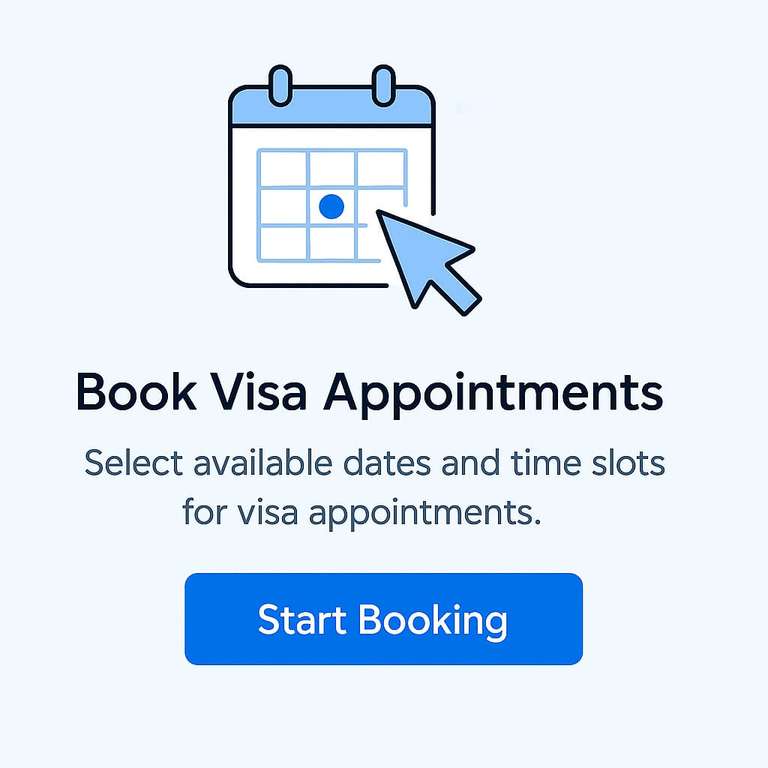 Book Visa Appointments
Select available dates and time slots
for visa appointments.
Start Booking